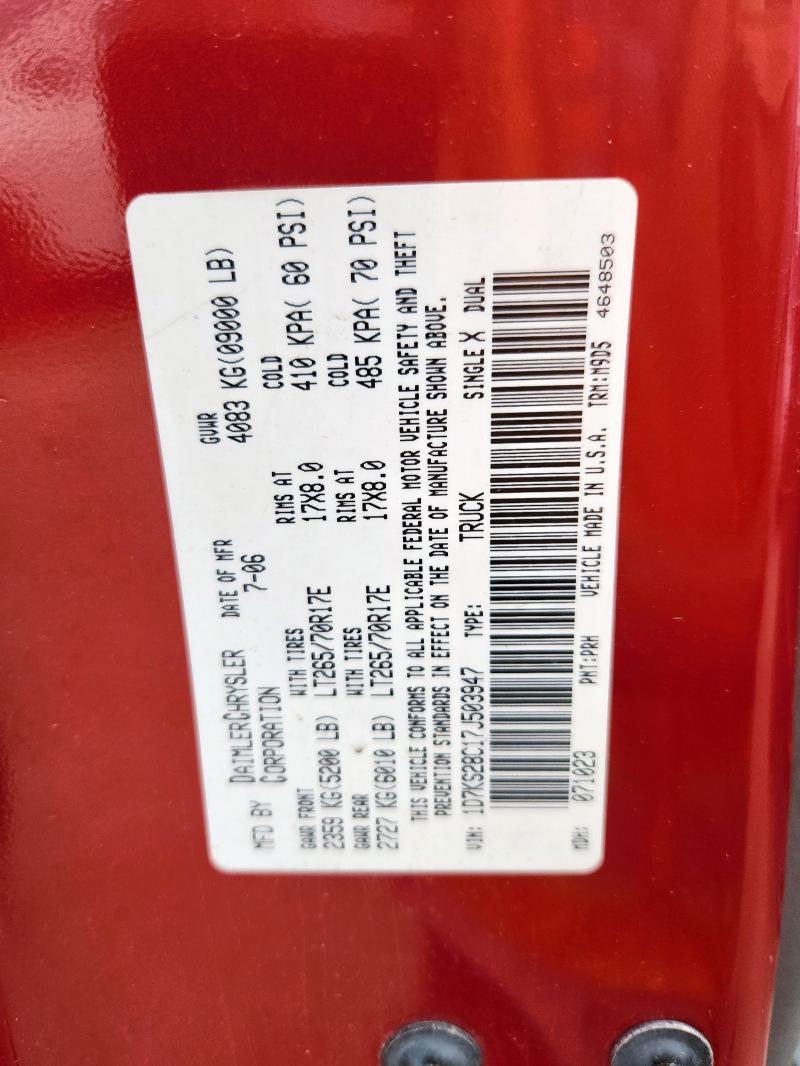 MFD BY DAIMLERCHRYSLER CORPORATION
DATE OF MFR 7-06
GVWR 4083 KG(09000 LB)
GAWR FRONT WITH TIRES RIMS AT COLD
2359 KG(5200 LB) LT265/70R17E 17X8.0 410 KPA( 60 PSI)
GAWR REAR WITH TIRES RIMS AT COLD
2727 KG(6010 LB) LT265/70R17E 17X8.0 485 KPA( 70 PSI)
THIS VEHICLE CONFORMS TO ALL APPLICABLE FEDERAL MOTOR VEHICLE SAFETY AND THEFT
PREVENTION STANDARDS IN EFFECT ON THE DATE OF MANUFACTURE SHOWN ABOVE.
VIN: 1D7KS28C17J503947 TYPE: TRUCK SINGLE X DUAL
MDH: 071023 PNT:PRH VEHICLE MADE IN U.S.A. TRM:M9D5 4648503